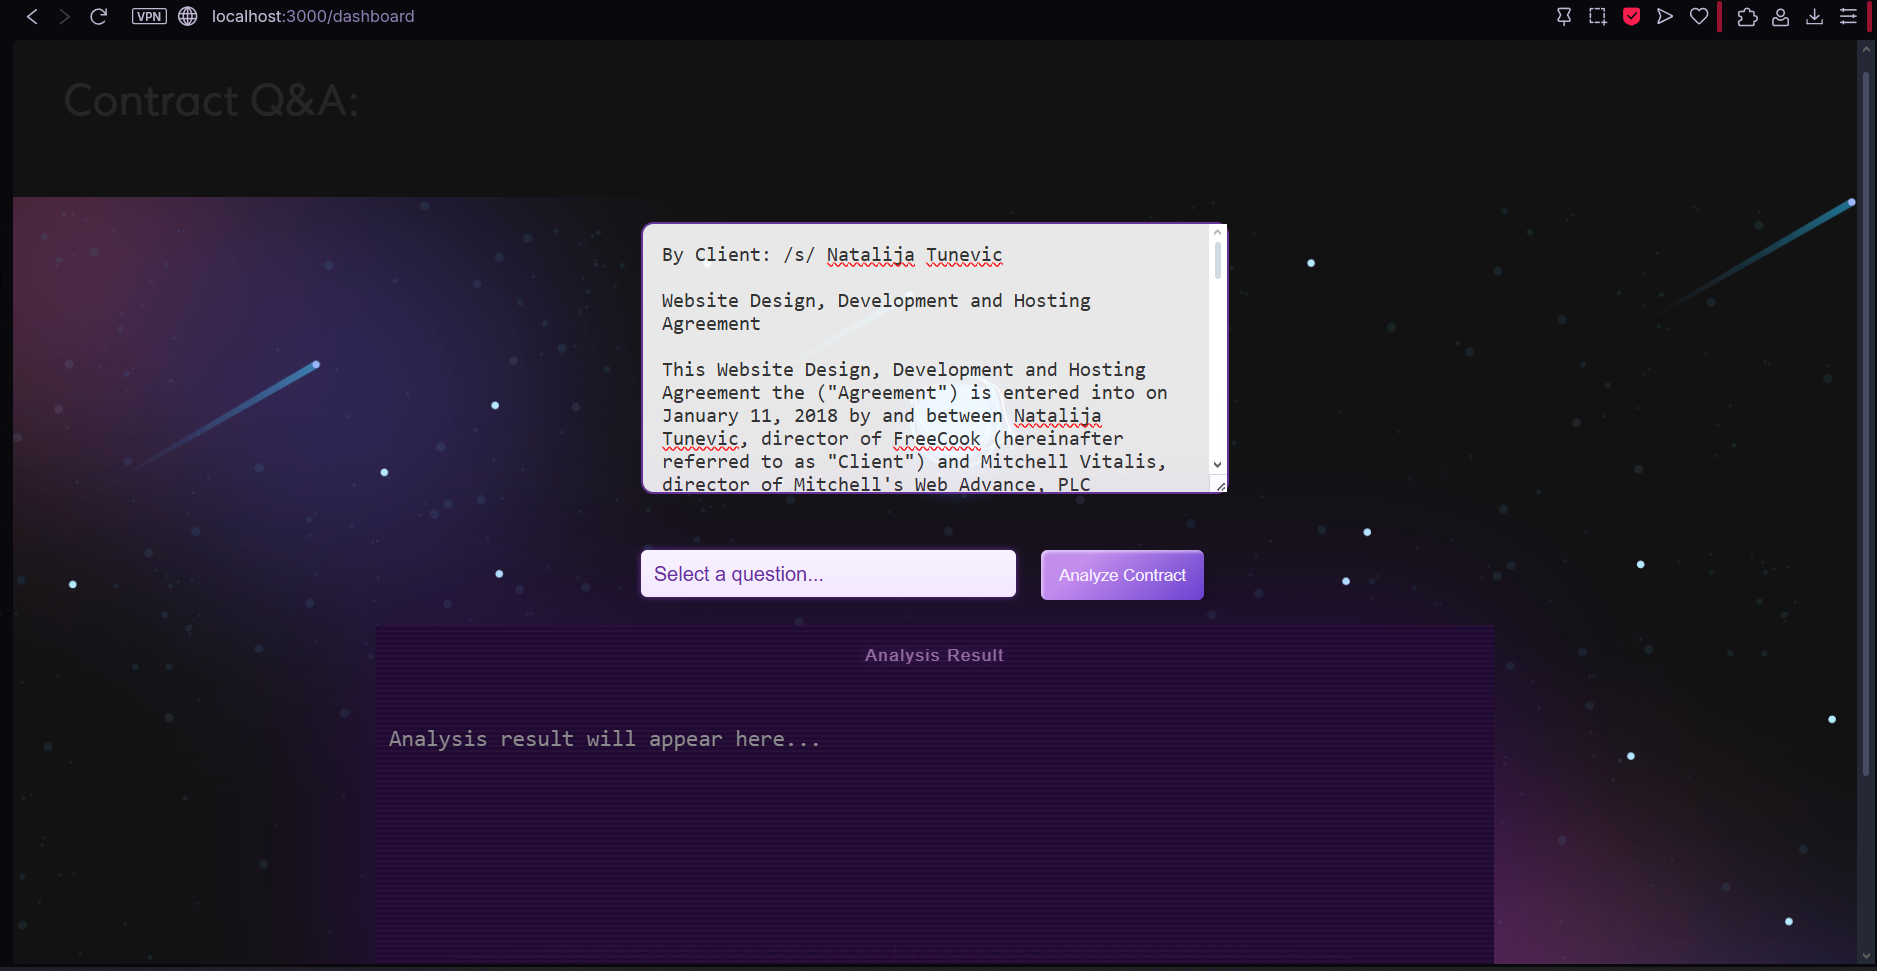 VPN
localhost:3000/dashboard
Contract Q&A:
By Client: /s/ Natalija Tunevic
Website Design, Development and Hosting
Agreement
This Website Design, Development and Hosting
Agreement the ("Agreement") is entered into on
January 11, 2018 by and between Natalija
Tunevic, director of FreeCook (hereinafter
referred to as "Client") and Mitchell Vitalis,
director of Mitchell's Web Advance, PLC
Select a question...
Analyze Contract
Analysis Result
Analysis result will appear here...